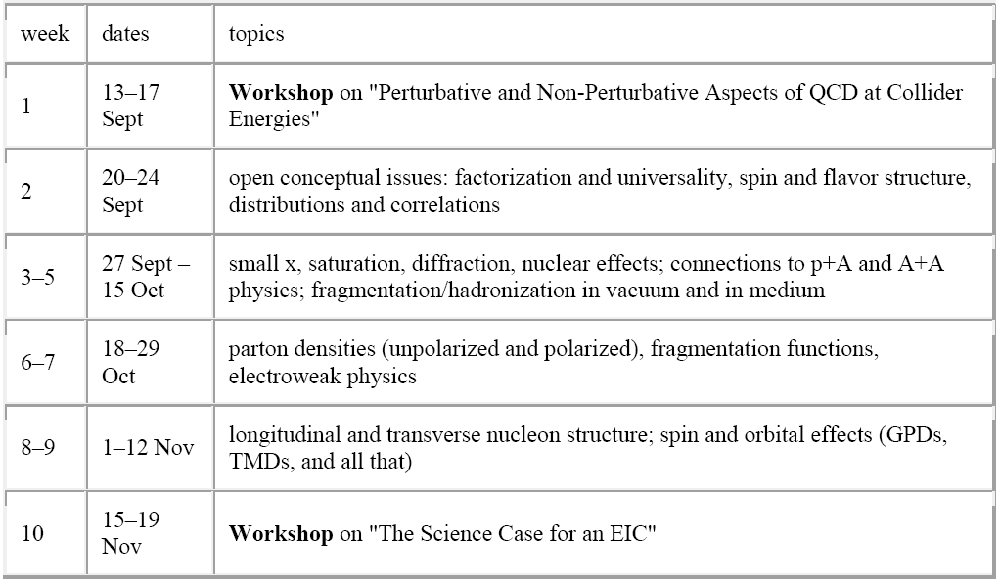 week dates topics
1 13–17 Sept Workshop on "Perturbative and Non-Perturbative Aspects of QCD at Collider
Energies"
2 20–24 Sept open conceptual issues: factorization and universality, spin and flavor structure,
distributions and correlations
3–5 27 Sept – 15 Oct small x, saturation, diffraction, nuclear effects; connections to p+A and A+A
physics; fragmentation/hadronization in vacuum and in medium
6–7 18–29 Oct parton densities (unpolarized and polarized), fragmentation functions,
electroweak physics
8–9 1–12 Nov longitudinal and transverse nucleon structure; spin and orbital effects (GPDs,
TMDs, and all that)
10 15–19 Nov Workshop on "The Science Case for an EIC"